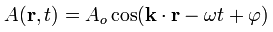 A(r, t) = A_o cos(k · r − ωt + φ)